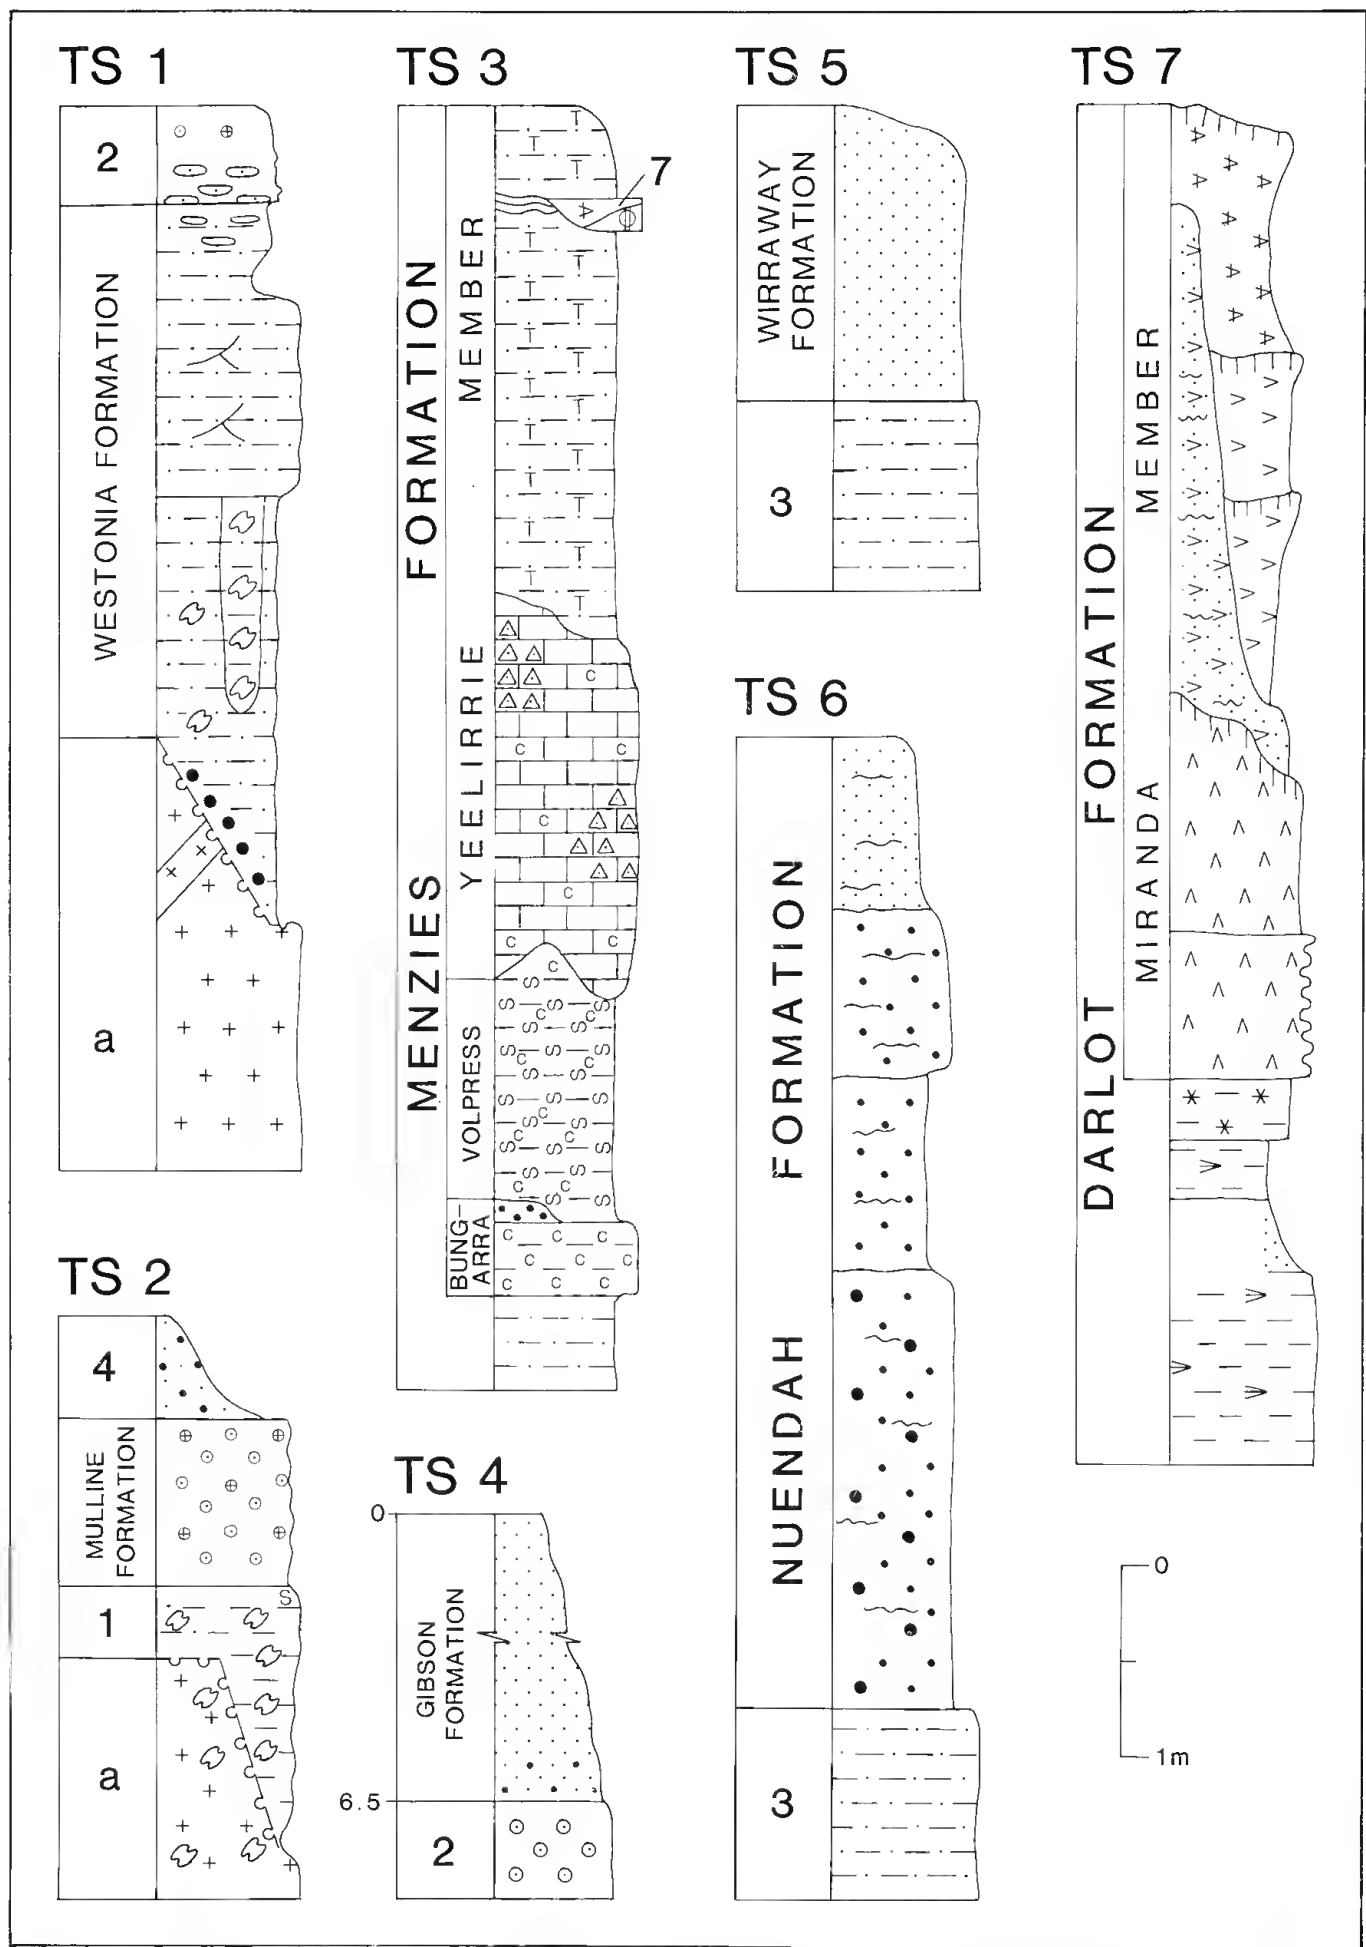 TS 1
2
WESTONIA FORMATION
a
TS 2
4
MULLINE
FORMATION
1
S
a
TS 3
7
MENZIES FORMATION
YEELIRRIE MEMBER
VOLPRESS
BUNG-
ARRA
TS 4
0
GIBSON
FORMATION
6.5
2
TS 5
WIRRAWAY
FORMATION
3
TS 6
NUENDAH FORMATION
3
TS 7
DARLOT FORMATION
MIRANDA MEMBER
0
1m